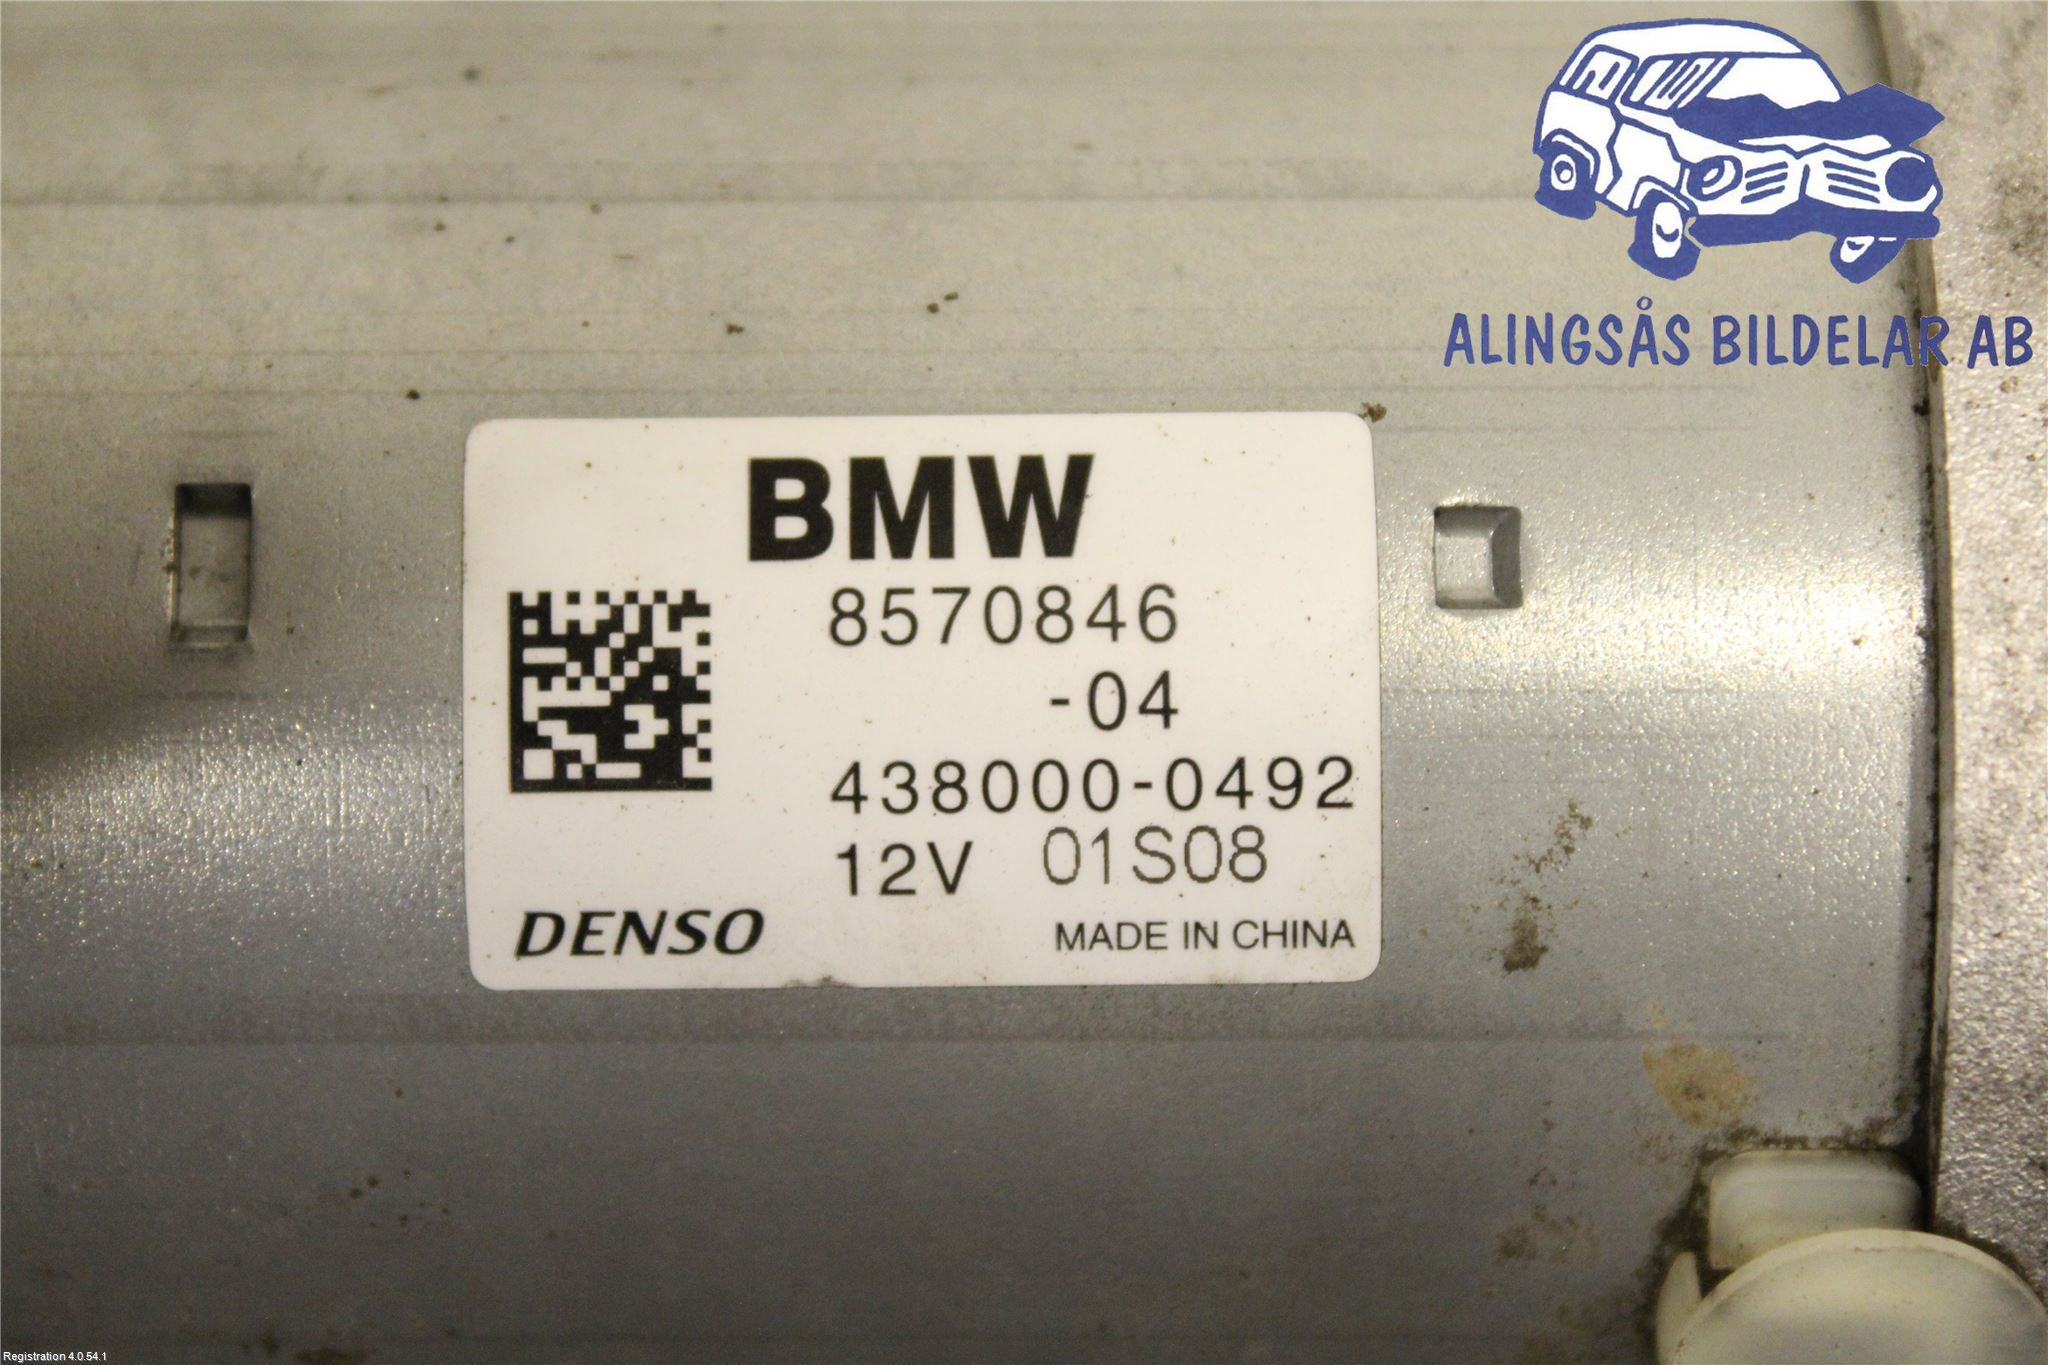 ALINGSÅS BILDELAR AB
BMW
8570846
-04
438000-0492
12V 01S08
DENSO MADE IN CHINA
Registration 4.0.54.1